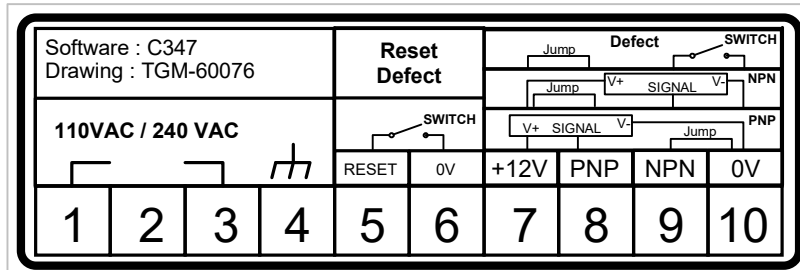 Software : C347
Drawing : TGM-60076
110VAC / 240 VAC
Reset
Defect
SWITCH
RESET
0V
Jump
Defect
SWITCH
V+
SIGNAL
V-
NPN
Jump
V+
SIGNAL
V-
PNP
Jump
+12V
PNP
NPN
0V
1 2 3 4 5 6 7 8 9 10